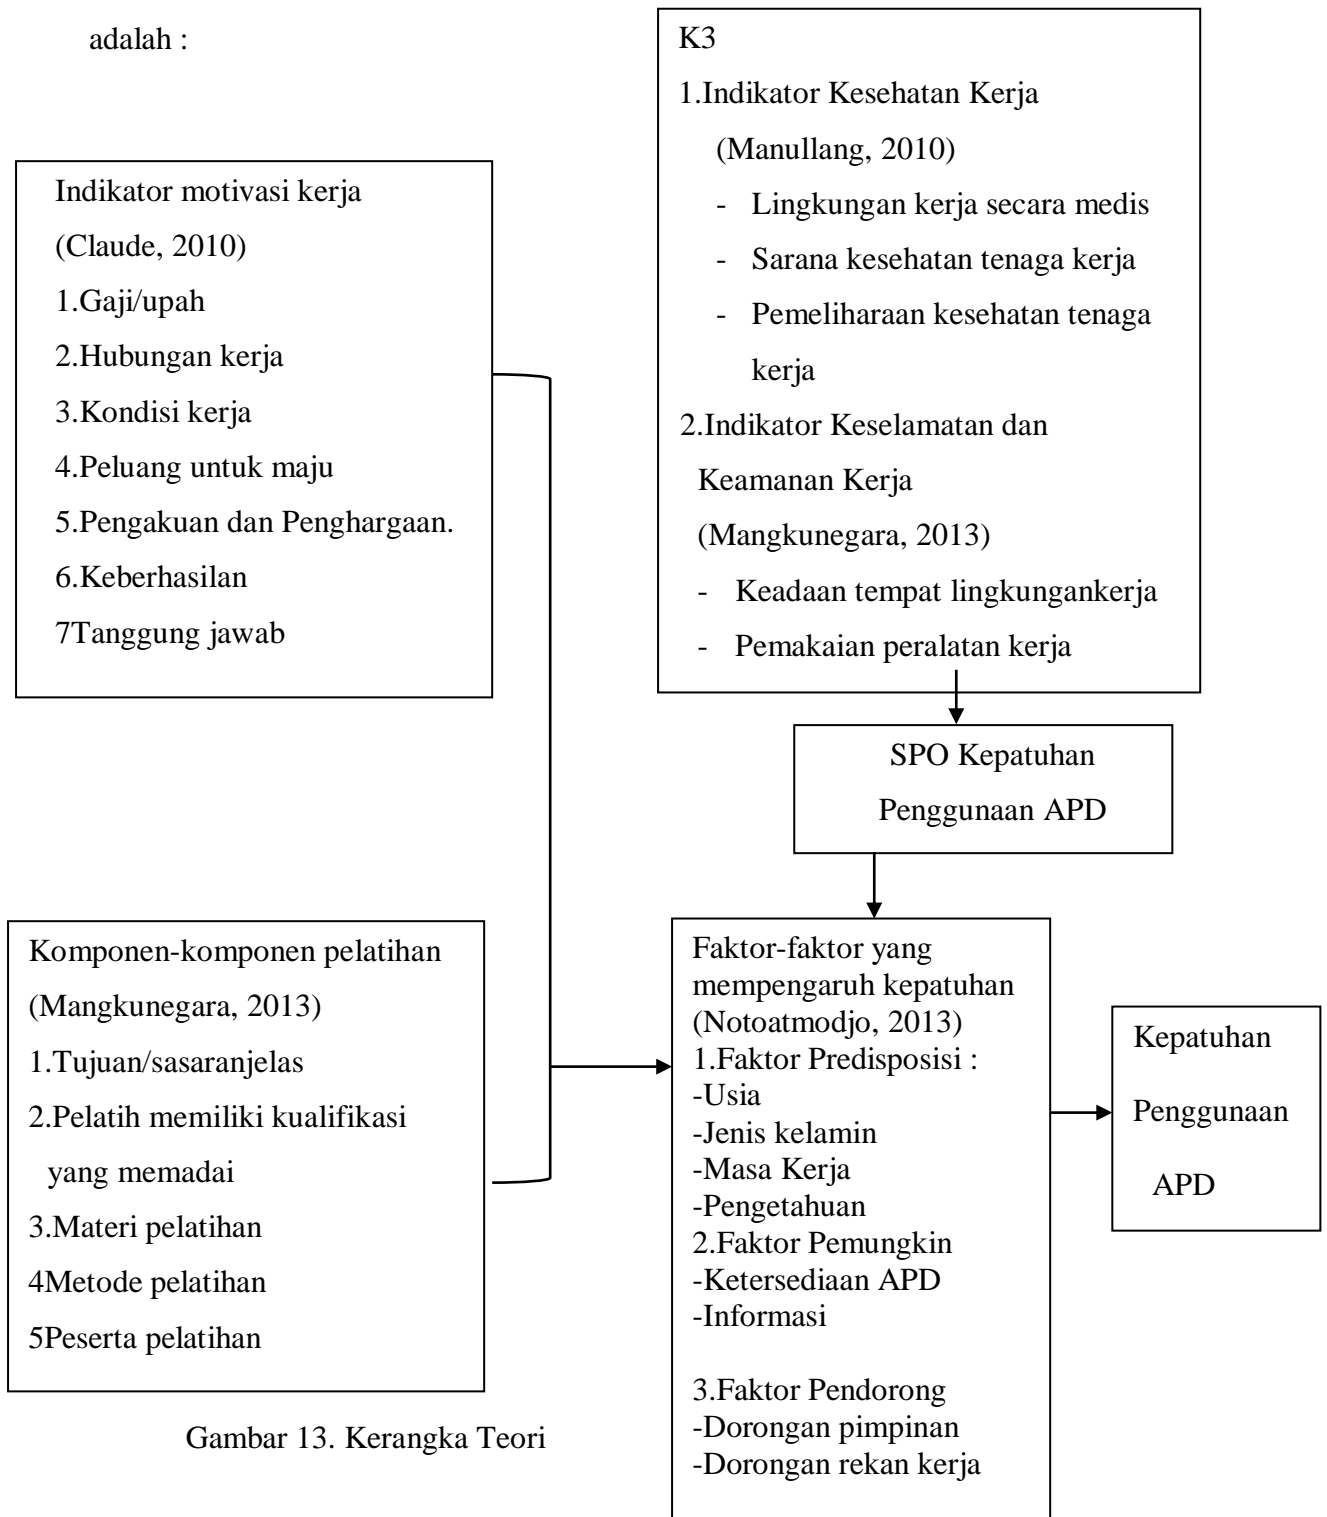 adalah :
K3
1.Indikator Kesehatan Kerja
(Manullang, 2010)
- Lingkungan kerja secara medis
- Sarana kesehatan tenaga kerja
- Pemeliharaan kesehatan tenaga
kerja
2.Indikator Keselamatan dan
Keamanan Kerja
(Mangkunegara, 2013)
- Keadaan tempat lingkungankerja
- Pemakaian peralatan kerja
Indikator motivasi kerja
(Claude, 2010)
1.Gaji/upah
2.Hubungan kerja
3.Kondisi kerja
4.Peluang untuk maju
5.Pengakuan dan Penghargaan.
6.Keberhasilan
7Tanggung jawab
SPO Kepatuhan
Penggunaan APD
Komponen-komponen pelatihan
(Mangkunegara, 2013)
1.Tujuan/sasaranjelas
2.Pelatih memiliki kualifikasi
yang memadai
3.Materi pelatihan
4Metode pelatihan
5Peserta pelatihan
Faktor-faktor yang
mempengaruh kepatuhan
(Notoatmodjo, 2013)
1.Faktor Predisposisi :
-Usia
-Jenis kelamin
-Masa Kerja
-Pengetahuan
2.Faktor Pemungkin
-Ketersediaan APD
-Informasi
3.Faktor Pendorong
-Dorongan pimpinan
-Dorongan rekan kerja
Kepatuhan
Penggunaan
APD
Gambar 13. Kerangka Teori